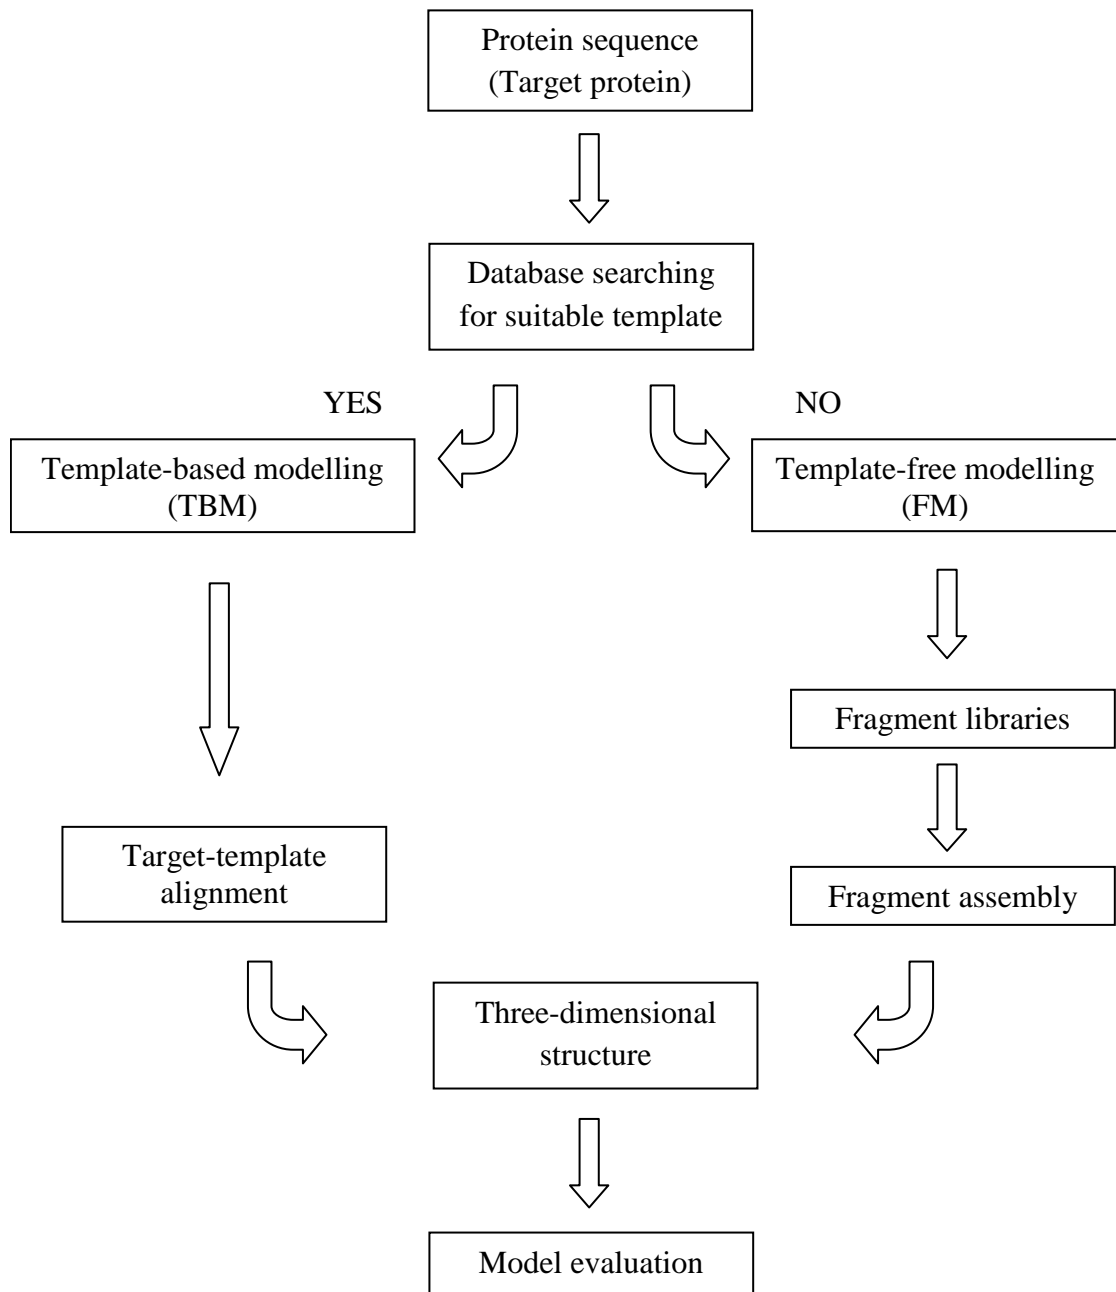 Protein sequence
(Target protein)
Database searching
for suitable template
YES
NO
Template-based modelling
(TBM)
Template-free modelling
(FM)
Fragment libraries
Target-template
alignment
Fragment assembly
Three-dimensional
structure
Model evaluation